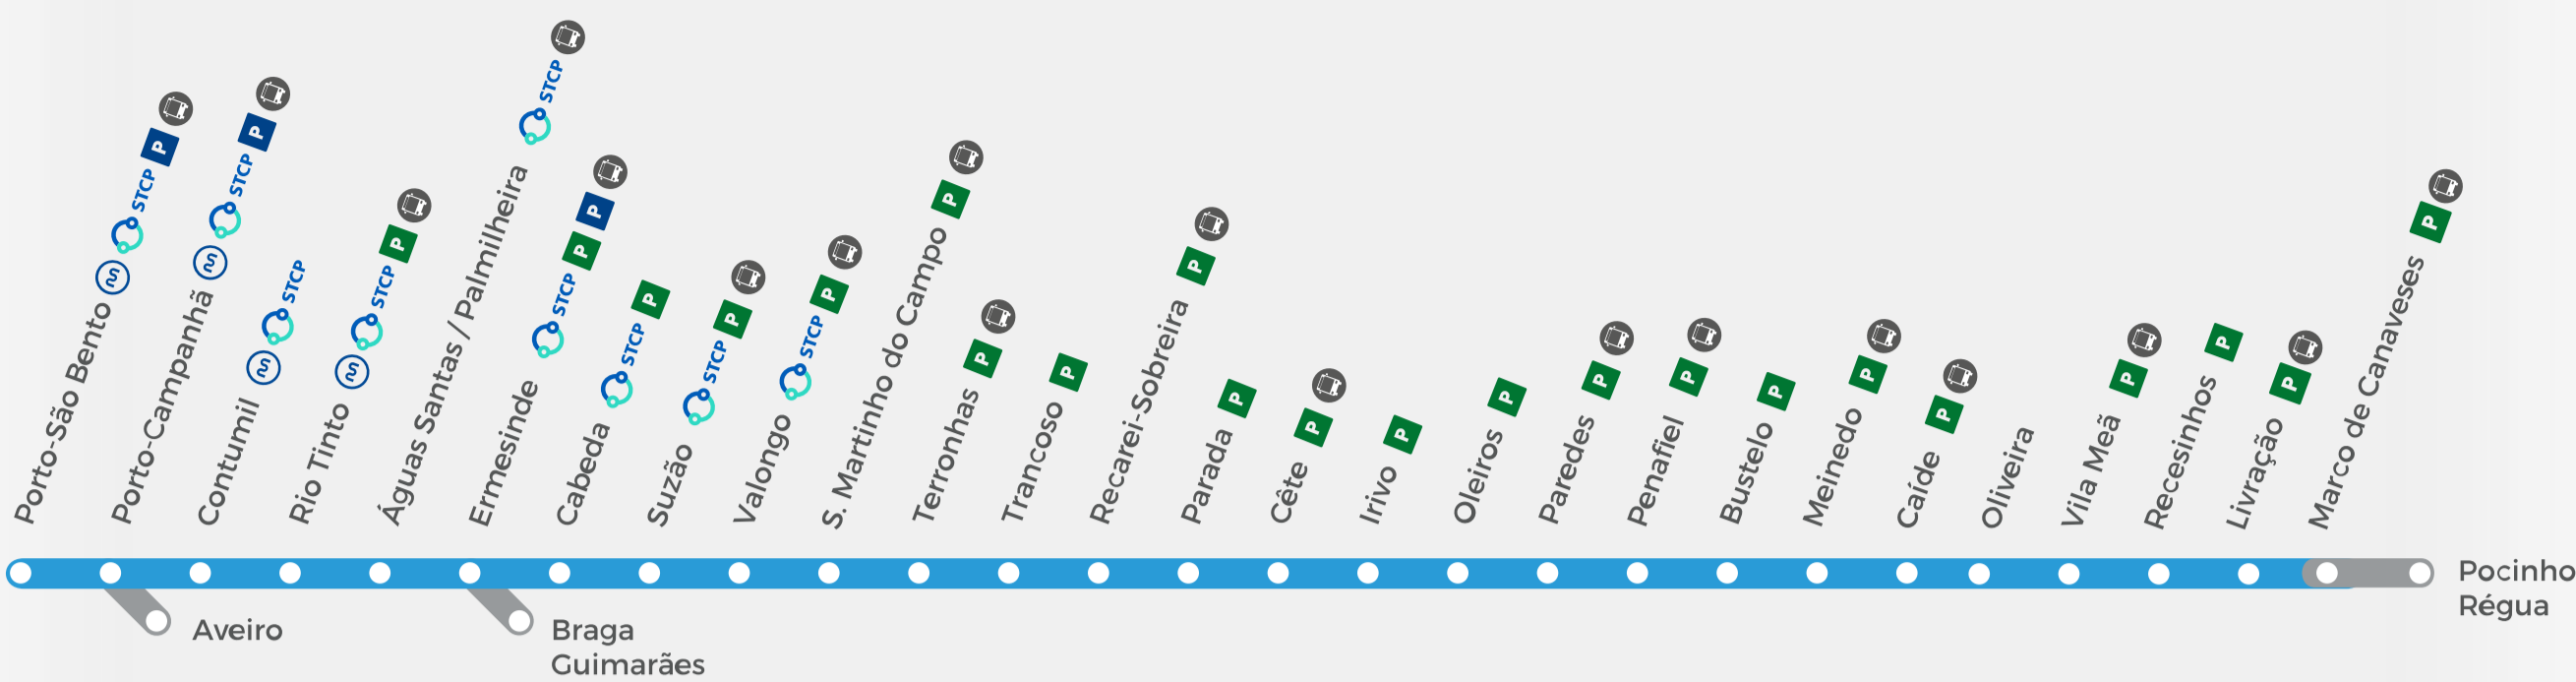 Porto-São Bento STCP P
Porto-Campanhã STCP P
Contumil STCP
Rio Tinto STCP P
Águas Santas / Palmilheira STCP
Ermesinde STCP P P
Cabeda STCP P
Suzão STCP P
Valongo STCP P
S. Martinho do Campo P
Terronhas P
Trancoso P
Recarei-Sobreira P
Parada P
Cête P
Irivo P
Oleiros P
Paredes P
Penafiel P
Bustelo P
Meinedo P
Caíde P
Oliveira
Vila Meã P
Recesinhos P
Livração P
Marco de Canaveses P
Pocinho
Régua
Aveiro
Braga
Guimarães